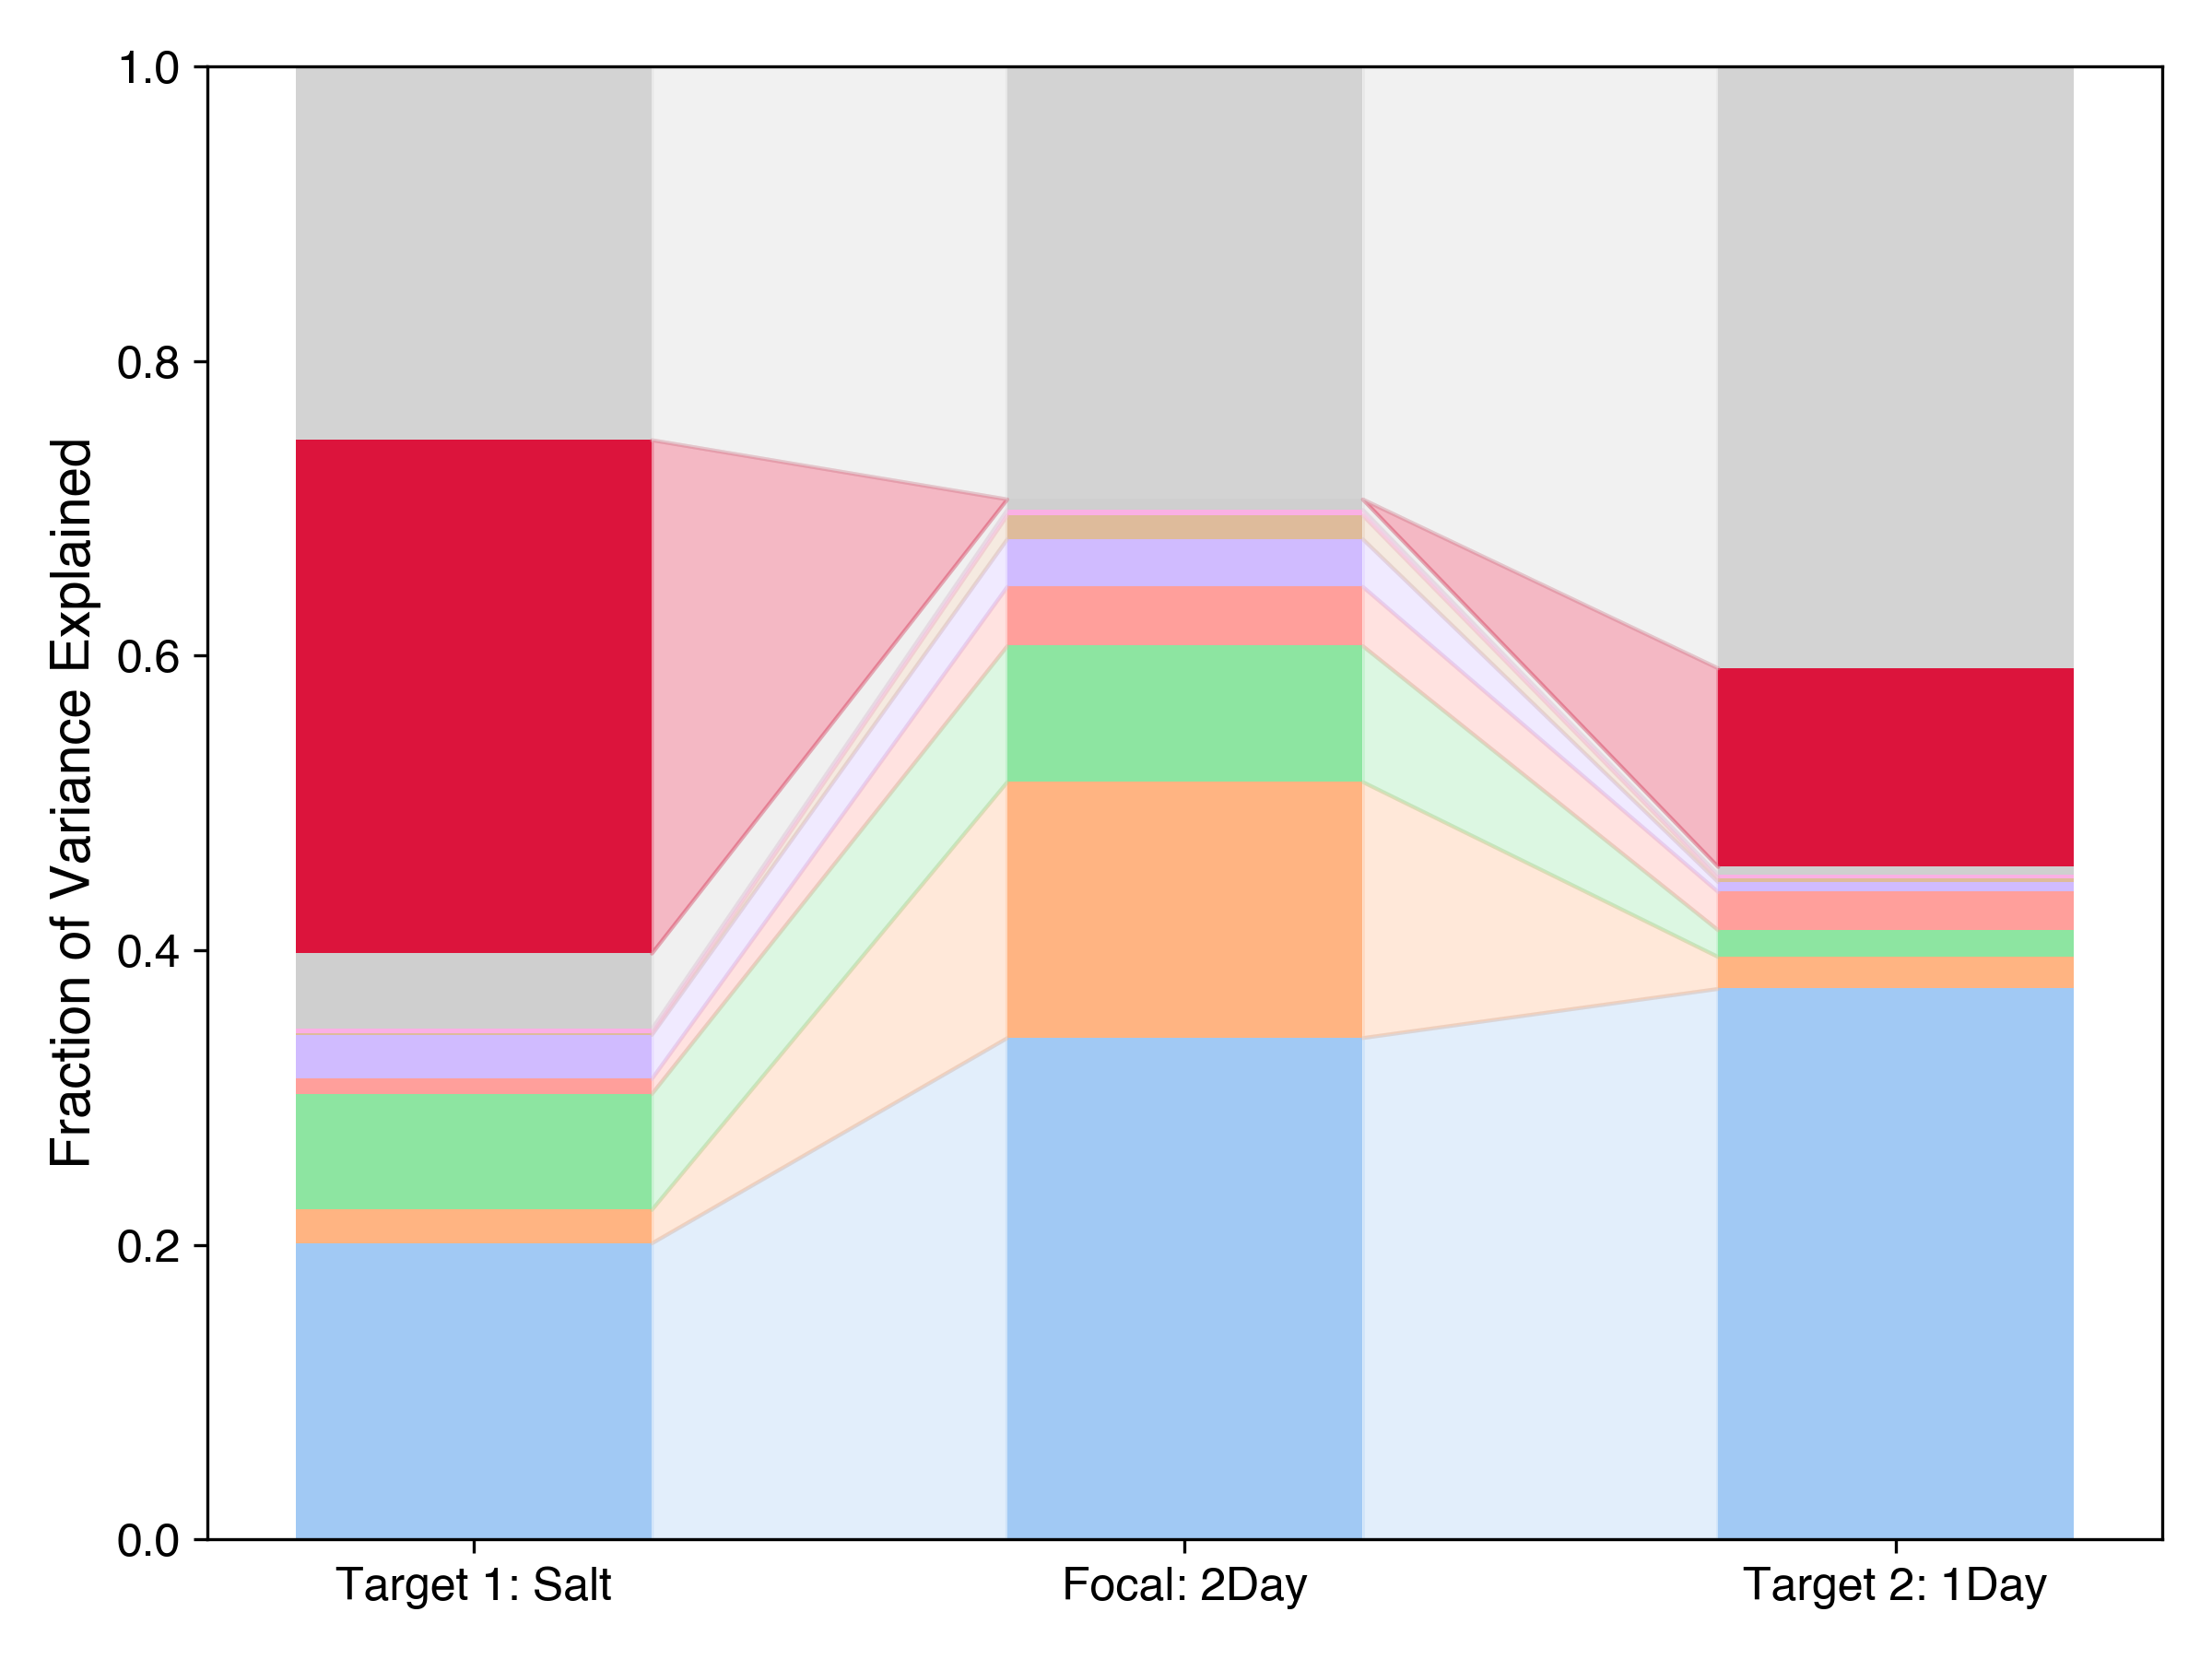 Fraction of Variance Explained
1.0
0.8
0.6
0.4
0.2
0.0
Target 1: Salt
Focal: 2Day
Target 2: 1Day